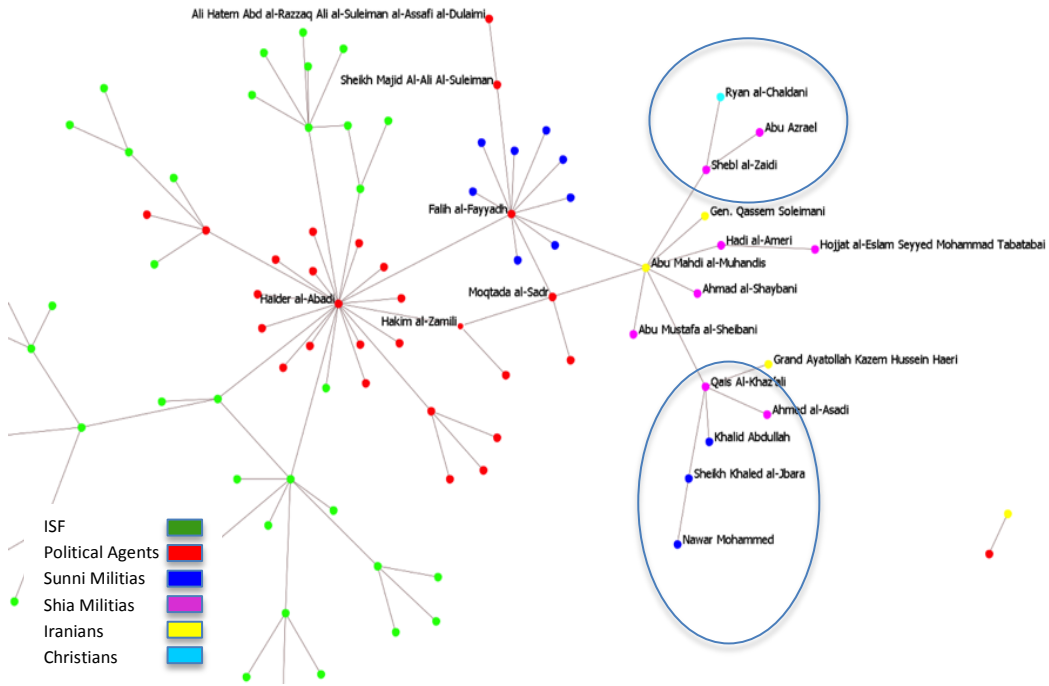 Ali Hatem Abd al-Razzaq Ali al-Suleiman al-Assafi al-Dulaimi
Sheikh Majid Al-Ali Al-Suleiman
Ryan al-Chaldani
Abu Azrael
Shebl al-Zaidi
Falih al-Fayyadh
Gen. Qassem Soleimani
Hadi al-Ameri
Hojjat al-Eslam Seyyed Mohammad Tabatabai
Abu Mahdi al-Muhandis
Haider al-Abadi
Moqtada al-Sadr
Ahmad al-Shaybani
Hakim al-Zamili
Abu Mustafa al-Sheibani
Grand Ayatollah Kazem Hussein Haeri
Qais Al-Khaz'ali
Ahmed al-Asadi
Khalid Abdullah
Sheikh Khaled al-Jbara
Nawar Mohammed
ISF
Political Agents
Sunni Militias
Shia Militias
Iranians
Christians